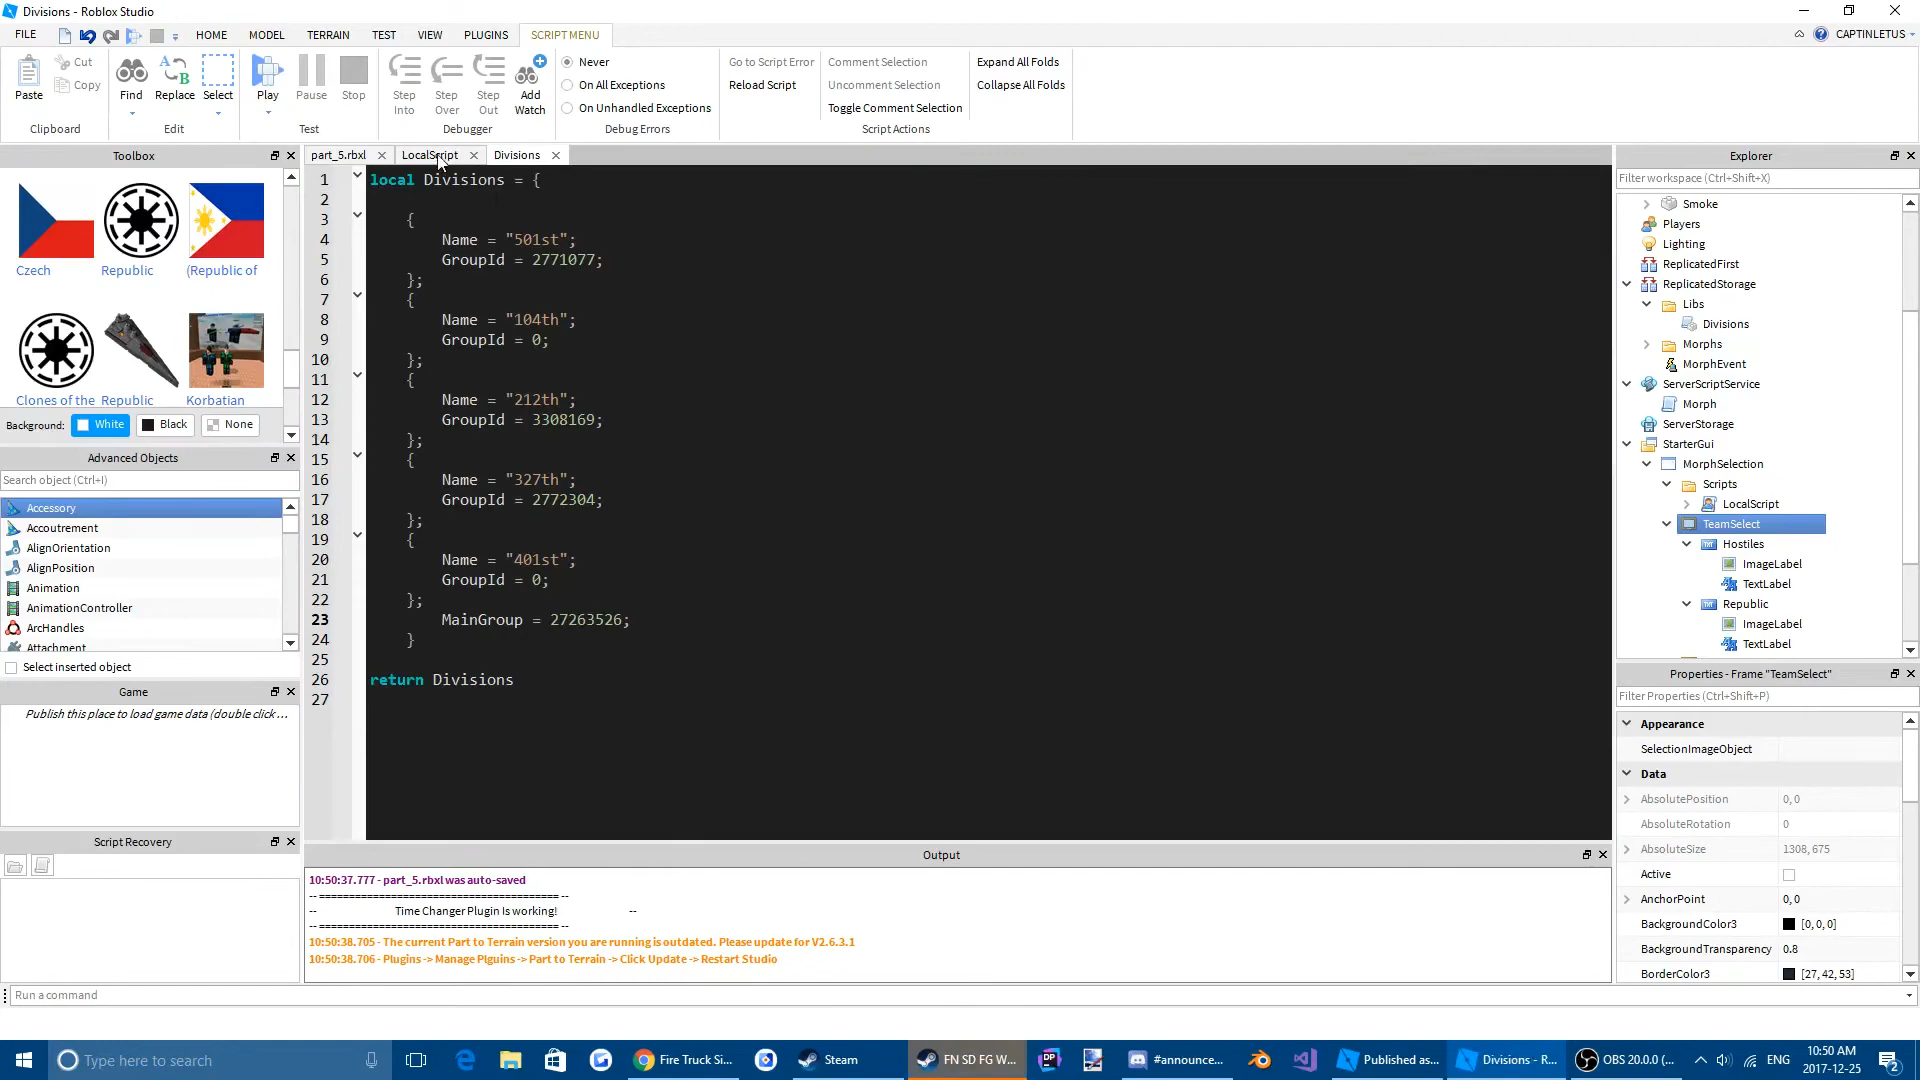 Divisions - Roblox Studio
FILE HOME MODEL TERRAIN TEST VIEW PLUGINS SCRIPT MENU CAPTINLETUS
Paste Cut Copy Find Replace Select Play Pause Stop Step Into Step Over Step Out Add Watch
Never
On All Exceptions
On Unhandled Exceptions
Go to Script Error
Reload Script
Comment Selection
Uncomment Selection
Toggle Comment Selection
Expand All Folds
Collapse All Folds
Clipboard Edit Test Debugger Debug Errors Script Actions
Toolbox
Czech Republic (Republic of
Clones of the Republic Korbatian
Background: White Black None
Advanced Objects
Search object (Ctrl+I)
Accessory
Accoutrement
AlignOrientation
AlignPosition
Animation
AnimationController
ArcHandles
Attachment
Select inserted object
Game
Publish this place to load game data (double click ...
Script Recovery
part_5.rbxl LocalScript Divisions
1 local Divisions = {
2
3 {
4 Name = "501st";
5 GroupId = 2771077;
6 };
7 {
8 Name = "104th";
9 GroupId = 0;
10 };
11 {
12 Name = "212th";
13 GroupId = 3308169;
14 };
15 {
16 Name = "327th";
17 GroupId = 2772304;
18 };
19 {
20 Name = "401st";
21 GroupId = 0;
22 };
23 MainGroup = 27263526;
24 }
25
26 return Divisions
27
Output
10:50:37.777 - part_5.rbxl was auto-saved
-- ======================================== --
-- Time Changer Plugin Is working! --
-- ======================================== --
10:50:38.705 - The current Part to Terrain version you are running is outdated. Please update for V2.6.3.1
10:50:38.706 - Plugins -> Manage Plguins -> Part to Terrain -> Click Update -> Restart Studio
Explorer
Filter workspace (Ctrl+Shift+X)
Smoke
Players
Lighting
ReplicatedFirst
ReplicatedStorage
Libs
Divisions
Morphs
MorphEvent
ServerScriptService
Morph
ServerStorage
StarterGui
MorphSelection
Scripts
LocalScript
TeamSelect
Hostiles
ImageLabel
TextLabel
Republic
ImageLabel
TextLabel
Properties - Frame "TeamSelect"
Filter Properties (Ctrl+Shift+P)
Appearance
SelectionImageObject
Data
AbsolutePosition 0, 0
AbsoluteRotation 0
AbsoluteSize 1308, 675
Active
AnchorPoint 0, 0
BackgroundColor3 [0, 0, 0]
BackgroundTransparency 0.8
BorderColor3 [27, 42, 53]
Run a command
Type here to search Fire Truck Si... Steam FN SD FG W... #announce... Published as... Divisions - R... OBS 20.0.0 (... ENG 10:50 AM
2017-12-25 2